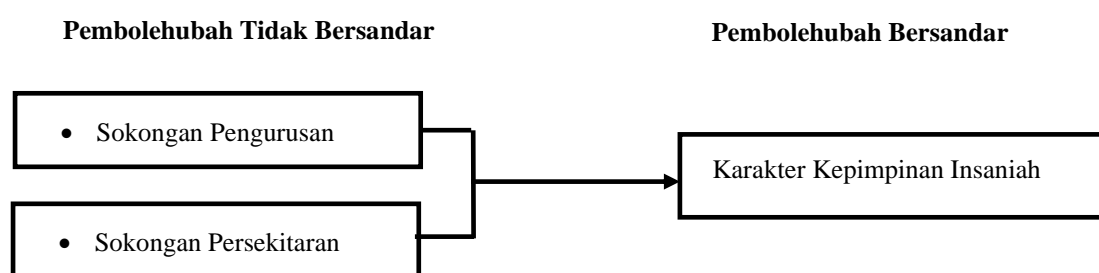 Pembolehubah Tidak Bersandar
Pembolehubah Bersandar
• Sokongan Pengurusan
Karakter Kepimpinan Insaniah
• Sokongan Persekitaran